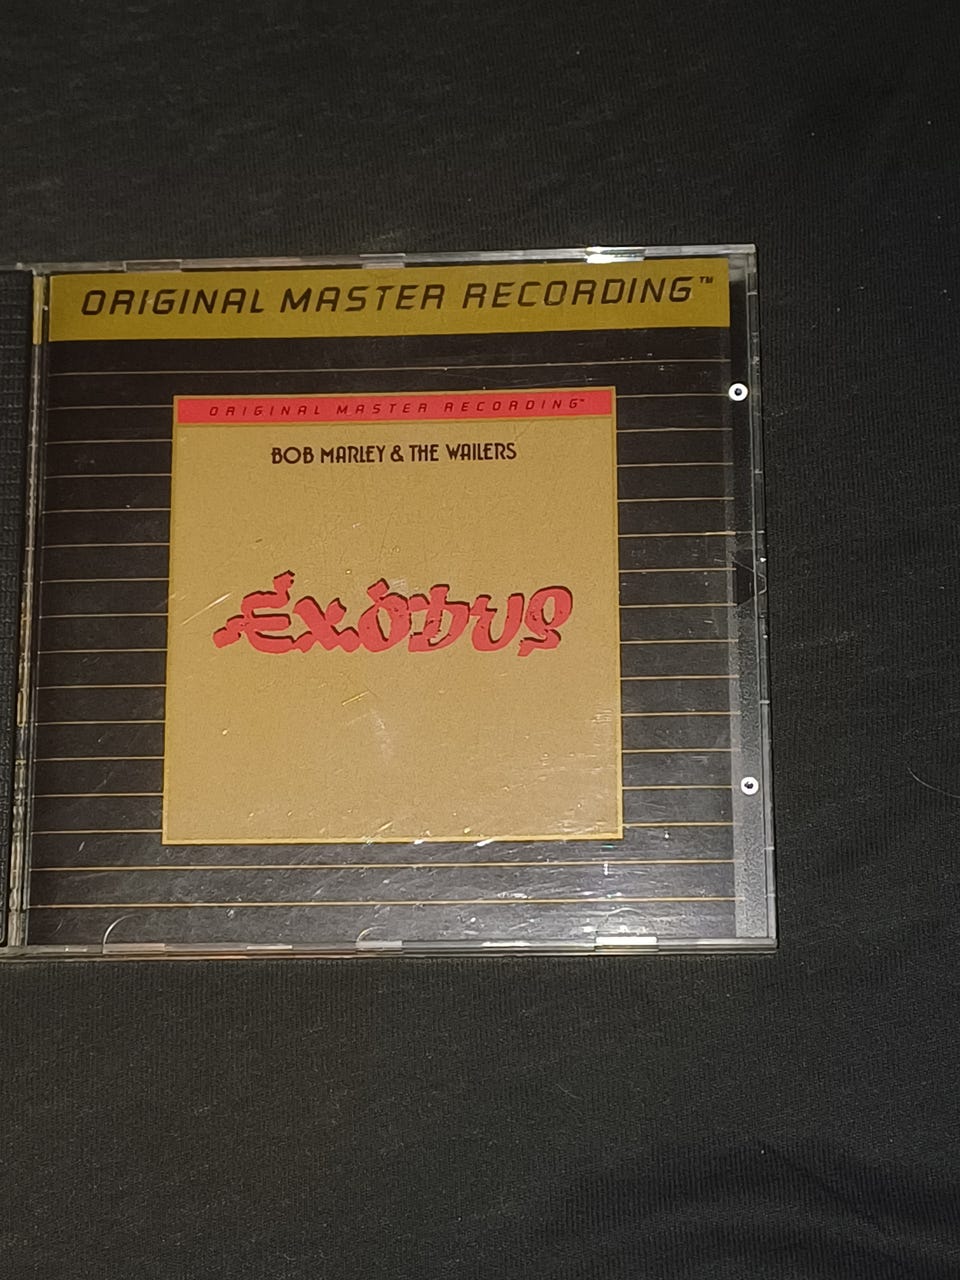 ORIGINAL MASTER RECORDING™
ORIGINAL MASTER RECORDING™
BOB MARLEY & THE WAILERS
EXODUS